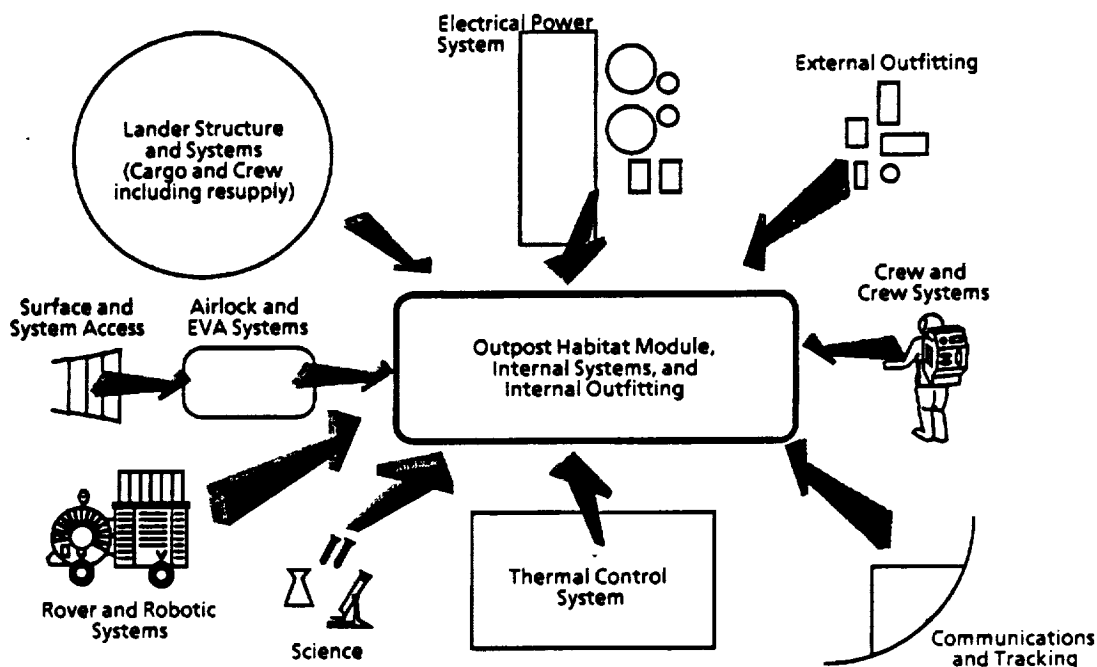 Electrical Power
System
External Outfitting
Lander Structure
and Systems
(Cargo and Crew
including resupply)
Surface and
System Access
Airlock and
EVA Systems
Crew and
Crew Systems
Outpost Habitat Module,
Internal Systems, and
Internal Outfitting
Rover and Robotic
Systems
Science
Thermal Control
System
Communications
and Tracking